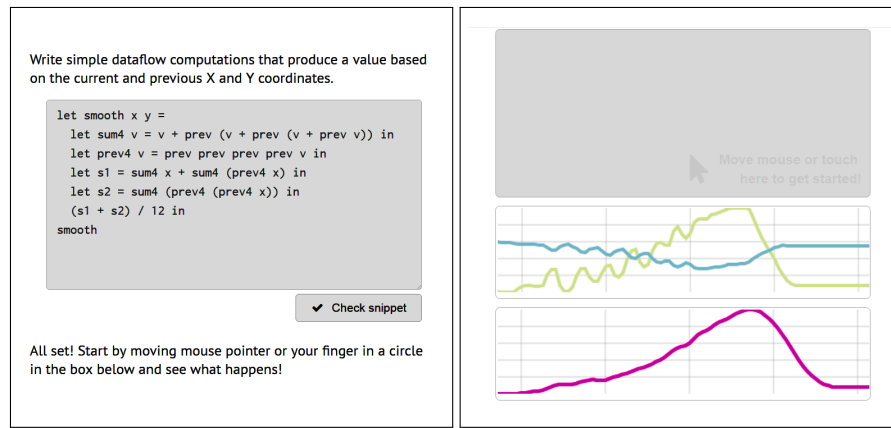 Write simple dataflow computations that produce a value based
on the current and previous X and Y coordinates.
let smooth x y =
  let sum4 v = v + prev (v + prev (v + prev v)) in
  let prev4 v = prev prev prev prev v in
  let s1 = sum4 x + sum4 (prev4 x) in
  let s2 = sum4 (prev4 (prev4 x)) in
  (s1 + s2) / 12 in
smooth
✔ Check snippet
All set! Start by moving mouse pointer or your finger in a circle
in the box below and see what happens!
Move mouse or touch
here to get started!